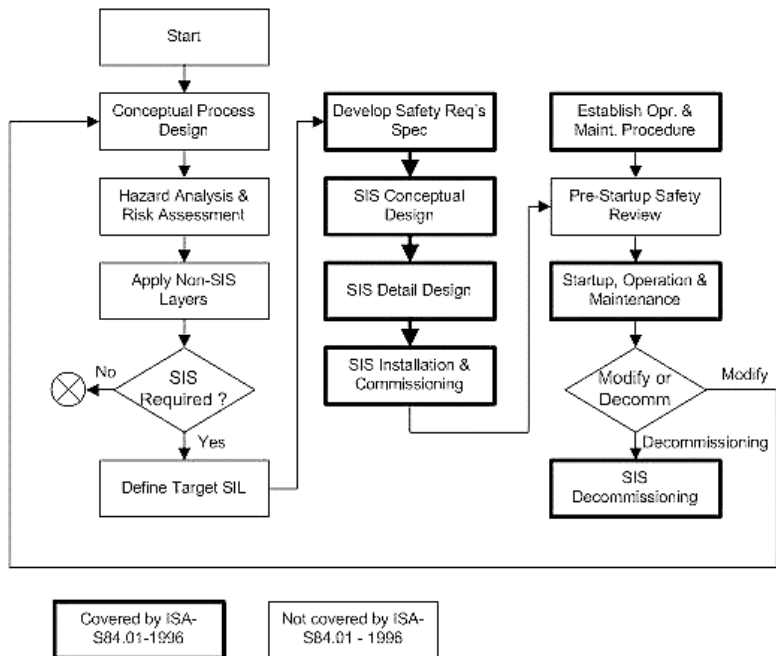 Start
Conceptual Process
Design
Hazard Analysis &
Risk Assessment
Apply Non-SIS
Layers
No
SIS
Required ?
Yes
Define Target SIL
Develop Safety Req's
Spec
SIS Conceptual
Design
SIS Detail Design
SIS Installation &
Commissioning
Establish Opr. &
Maint. Procedure
Pre-Startup Safety
Review
Startup, Operation &
Maintenance
Modify or
Decomm
Modify
Decommissioning
SIS
Decommissioning
Covered by ISA-
S84.01-1996
Not covered by ISA-
S84.01 - 1996